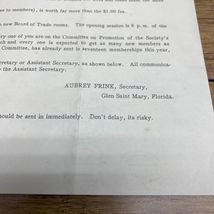 e to members), is worth far more than the $1.00 fee.
new Board of Trade rooms. The opening session is 8 p. m. of the
ry one of you are on the Committee on Promotion of the Society's
and every one is expected to get as many new members as
Committee, has already sent in seventeen memberships this year,
retary or Assistant Secretary, as shown below. All communica-
the Assistant Secretary.
AUBREY FRINK, Secretary,
Glen Saint Mary, Florida.
hould be sent in immediately. Don't delay, its risky.